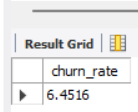 Result Grid
churn_rate
6.4516